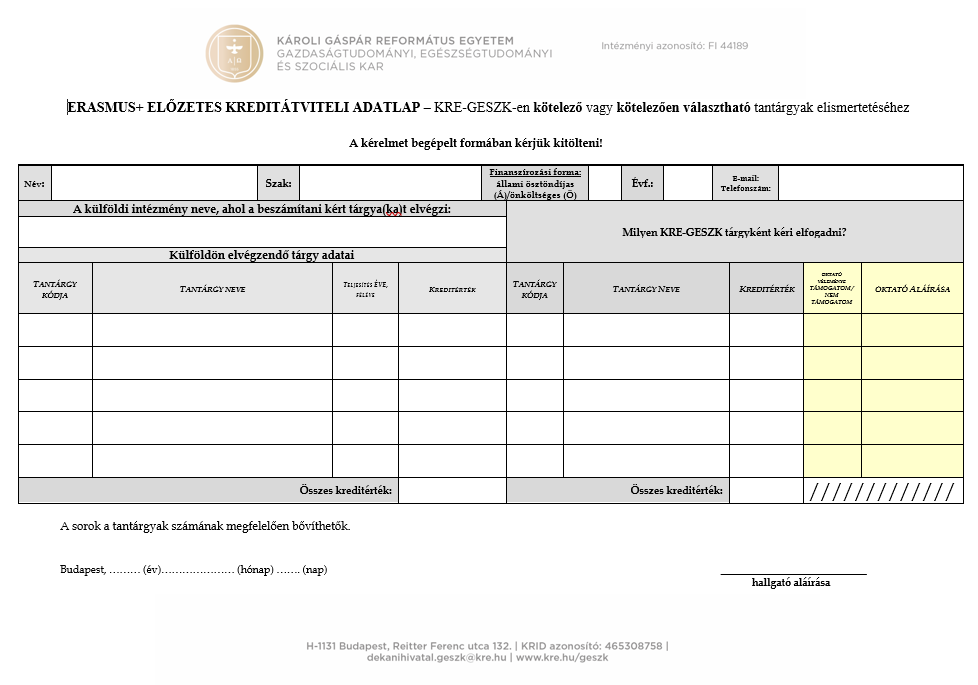 KÁROLI GÁSPÁR REFORMÁTUS EGYETEM
GAZDASÁGTUDOMÁNYI, EGÉSZSÉGTUDOMÁNYI
ÉS SZOCIÁLIS KAR
Intézményi azonosító: FI 44189
ERASMUS+ ELŐZETES KREDITÁTVITELI ADATLAP – KRE-GESZK-en kötelező vagy kötelezően választható tantárgyak elismertetéséhez
A kérelmet begépelt formában kérjük kitölteni!
Név:
Szak:
Finanszírozási forma:
állami ösztöndíjas
(Á)/önköltséges (Ö)
Évf.:
E-mail:
Telefonszám:
A külföldi intézmény neve, ahol a beszámítani kért tárgya(ka)t elvégzi:
Milyen KRE-GESZK tárgyként kéri elfogadni?
Külföldön elvégzendő tárgy adatai
TANTÁRGY
KÓDJA
TANTÁRGY NEVE
TELJESÍTÉS ÉVE,
FÉLÉVE
KREDITÉRTÉK
TANTÁRGY
KÓDJA
TANTÁRGY NEVE
KREDITÉRTÉK
OKTATÓ
VÉLEMÉNYE
TÁMOGATOM/
NEM
TÁMOGATOM
OKTATÓ ALÁÍRÁSA
Összes kreditérték:
Összes kreditérték:
/////////////
A sorok a tantárgyak számának megfelelően bővíthetők.
Budapest, ……… (év)………………… (hónap) ……. (nap)
hallgató aláírása
H-1131 Budapest, Reitter Ferenc utca 132. | KRID azonosító: 465308758 |
dekanihivatal.geszk@kre.hu | www.kre.hu/geszk